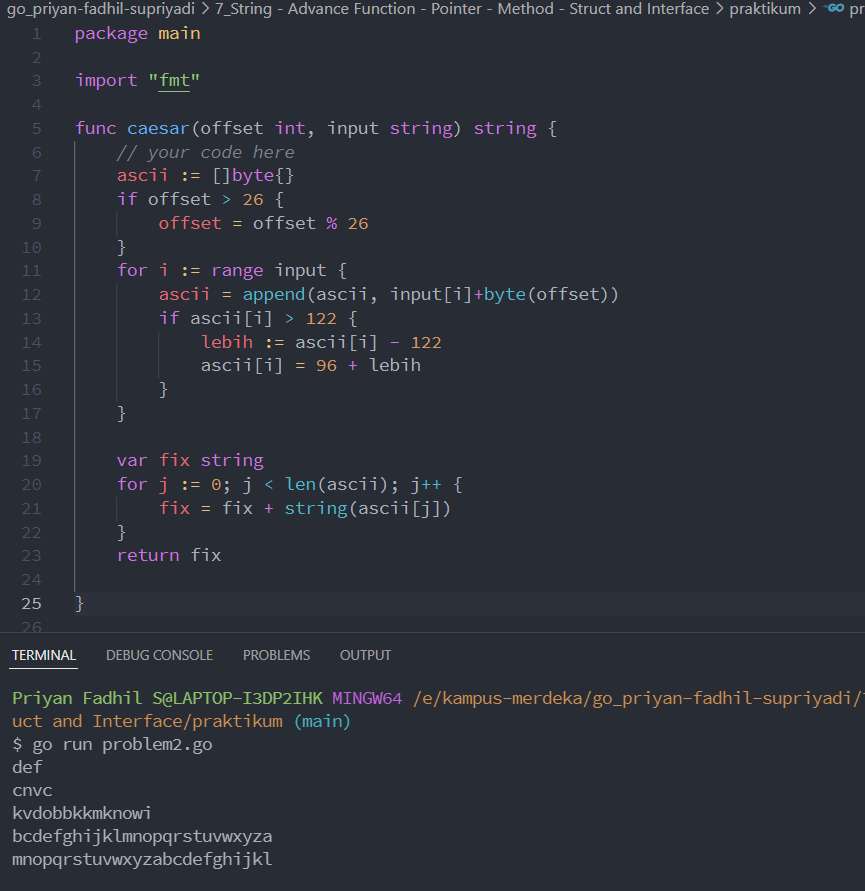 go_priyan-fadhil-supriyadi > 7_String - Advance Function - Pointer - Method - Struct and Interface > praktikum > GO pr
1 package main
2
3 import "fmt"
4
5 func caesar(offset int, input string) string {
6     // your code here
7     ascii := []byte{}
8     if offset > 26 {
9         offset = offset % 26
10     }
11     for i := range input {
12         ascii = append(ascii, input[i]+byte(offset))
13         if ascii[i] > 122 {
14             lebih := ascii[i] - 122
15             ascii[i] = 96 + lebih
16         }
17     }
18
19     var fix string
20     for j := 0; j < len(ascii); j++ {
21         fix = fix + string(ascii[j])
22     }
23     return fix
24
25 }
26
TERMINAL DEBUG CONSOLE PROBLEMS OUTPUT
Priyan Fadhil S@LAPTOP-I3DP2IHK MINGW64 /e/kampus-merdeka/go_priyan-fadhil-supriyadi/
uct and Interface/praktikum (main)
$ go run problem2.go
def
cnvc
kvdobbkkmknowi
bcdefghijklmnopqrstuvwxyza
mnopqrstuvwxyzabcdefghijkl